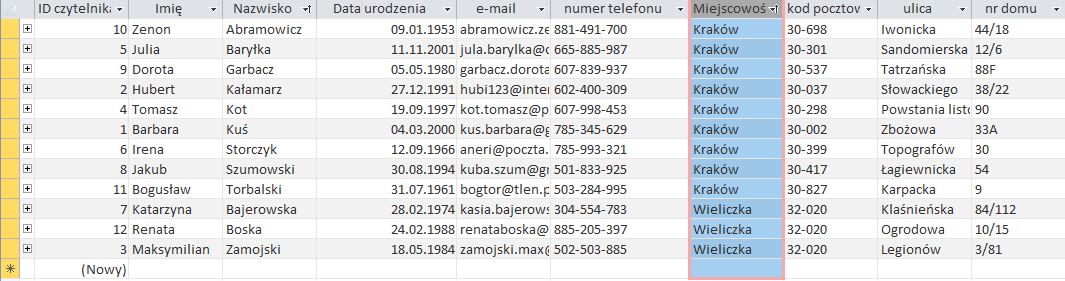 ID czytelnika Imię Nazwisko Data urodzenia e-mail numer telefonu Miejscowoś kod pocztow ulica nr domu
10 Zenon Abramowicz 09.01.1953 abramowicz.ze 881-491-700 Kraków 30-698 Iwonicka 44/18
5 Julia Baryłka 11.11.2001 jula.barylka@o 665-885-987 Kraków 30-301 Sandomierska 12/6
9 Dorota Garbacz 05.05.1980 garbacz.dorota 607-839-937 Kraków 30-537 Tatrzańska 88F
2 Hubert Kałamarz 27.12.1991 hubi123@inter 602-400-309 Kraków 30-037 Słowackiego 38/22
4 Tomasz Kot 19.09.1997 kot.tomasz@p 607-998-453 Kraków 30-298 Powstania listo 90
1 Barbara Kuś 04.03.2000 kus.barbara@g 785-345-629 Kraków 30-002 Zbożowa 33A
6 Irena Storczyk 12.09.1966 aneri@poczta. 785-993-321 Kraków 30-399 Topografów 30
8 Jakub Szumowski 30.08.1994 kuba.szum@gr 501-833-925 Kraków 30-417 Łagiewnicka 54
11 Bogusław Torbalski 31.07.1961 bogtor@tlen.p 503-284-995 Kraków 30-827 Karpacka 9
7 Katarzyna Bajerowska 28.02.1974 kasia.bajerows 304-554-783 Wieliczka 32-020 Klaśnieńska 84/112
12 Renata Boska 24.02.1988 renataboska@ 885-205-397 Wieliczka 32-020 Ogrodowa 10/15
3 Maksymilian Zamojski 18.05.1984 zamojski.max@ 502-503-885 Wieliczka 32-020 Legionów 3/81
(Nowy)